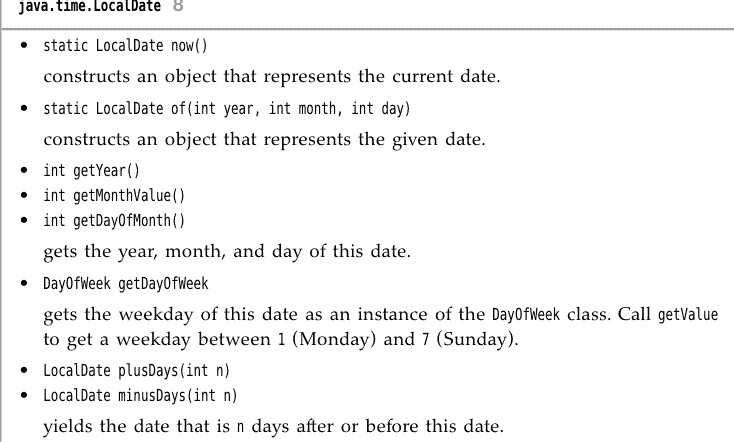 java.time.LocalDate 8
• static LocalDate now()
constructs an object that represents the current date.
• static LocalDate of(int year, int month, int day)
constructs an object that represents the given date.
• int getYear()
• int getMonthValue()
• int getDayOfMonth()
gets the year, month, and day of this date.
• DayOfWeek getDayOfWeek
gets the weekday of this date as an instance of the DayOfWeek class. Call getValue
to get a weekday between 1 (Monday) and 7 (Sunday).
• LocalDate plusDays(int n)
• LocalDate minusDays(int n)
yields the date that is n days after or before this date.